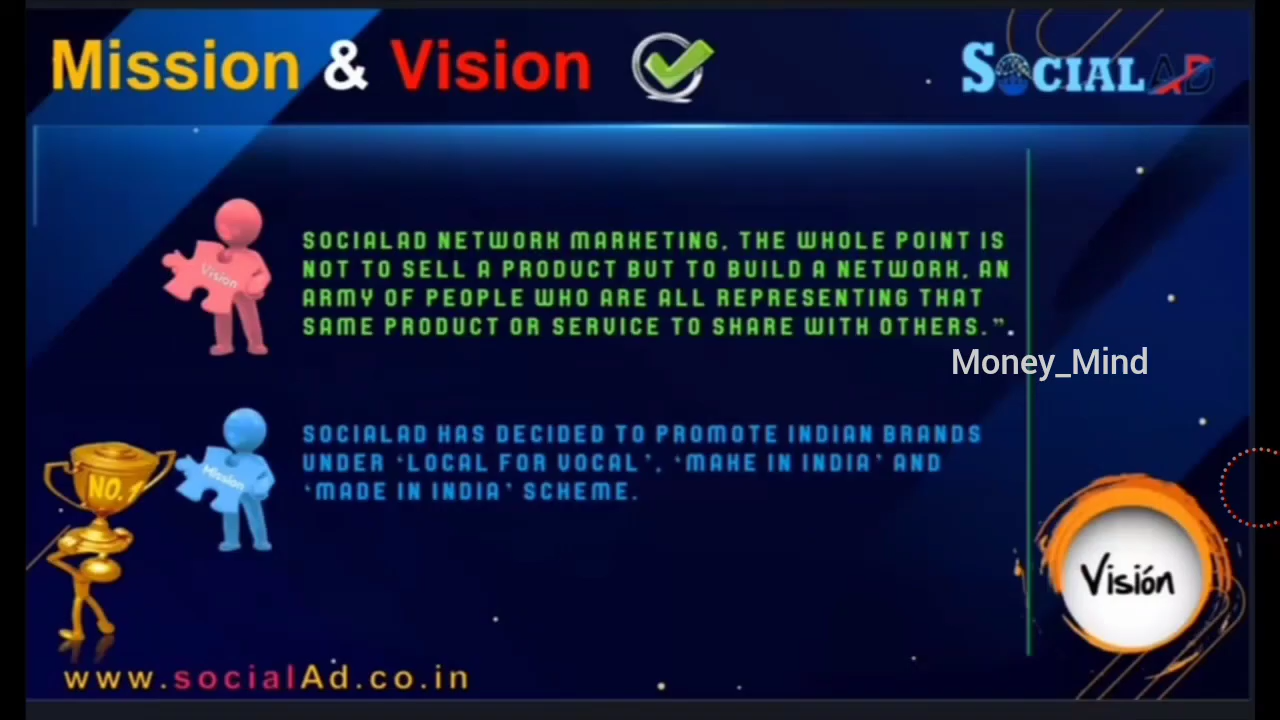 Mission & Vision
SOCIALAD
Vision
SOCIALAD NETWORK MARKETING, THE WHOLE POINT IS
NOT TO SELL A PRODUCT BUT TO BUILD A NETWORK, AN
ARMY OF PEOPLE WHO ARE ALL REPRESENTING THAT
SAME PRODUCT OR SERVICE TO SHARE WITH OTHERS.”.
Money_Mind
Mission
SOCIALAD HAS DECIDED TO PROMOTE INDIAN BRANDS
UNDER ‘LOCAL FOR VOCAL’, ‘MAKE IN INDIA’ AND
‘MADE IN INDIA’ SCHEME.
NO.1
Visión
www.socialAd.co.in